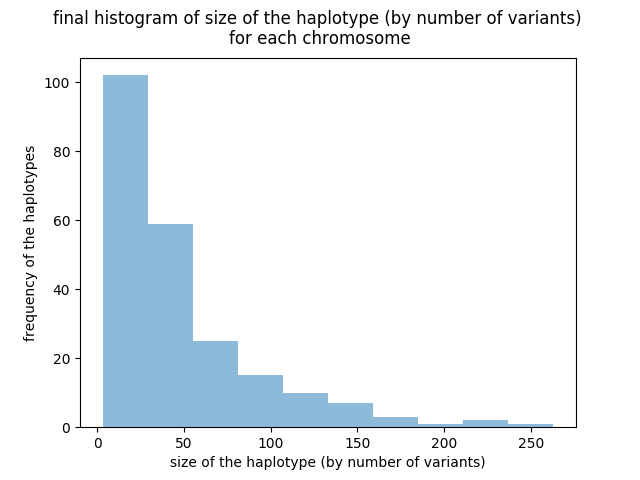 final histogram of size of the haplotype (by number of variants)
for each chromosome
frequency of the haplotypes
100
80
60
40
20
0
0 50 100 150 200 250
size of the haplotype (by number of variants)